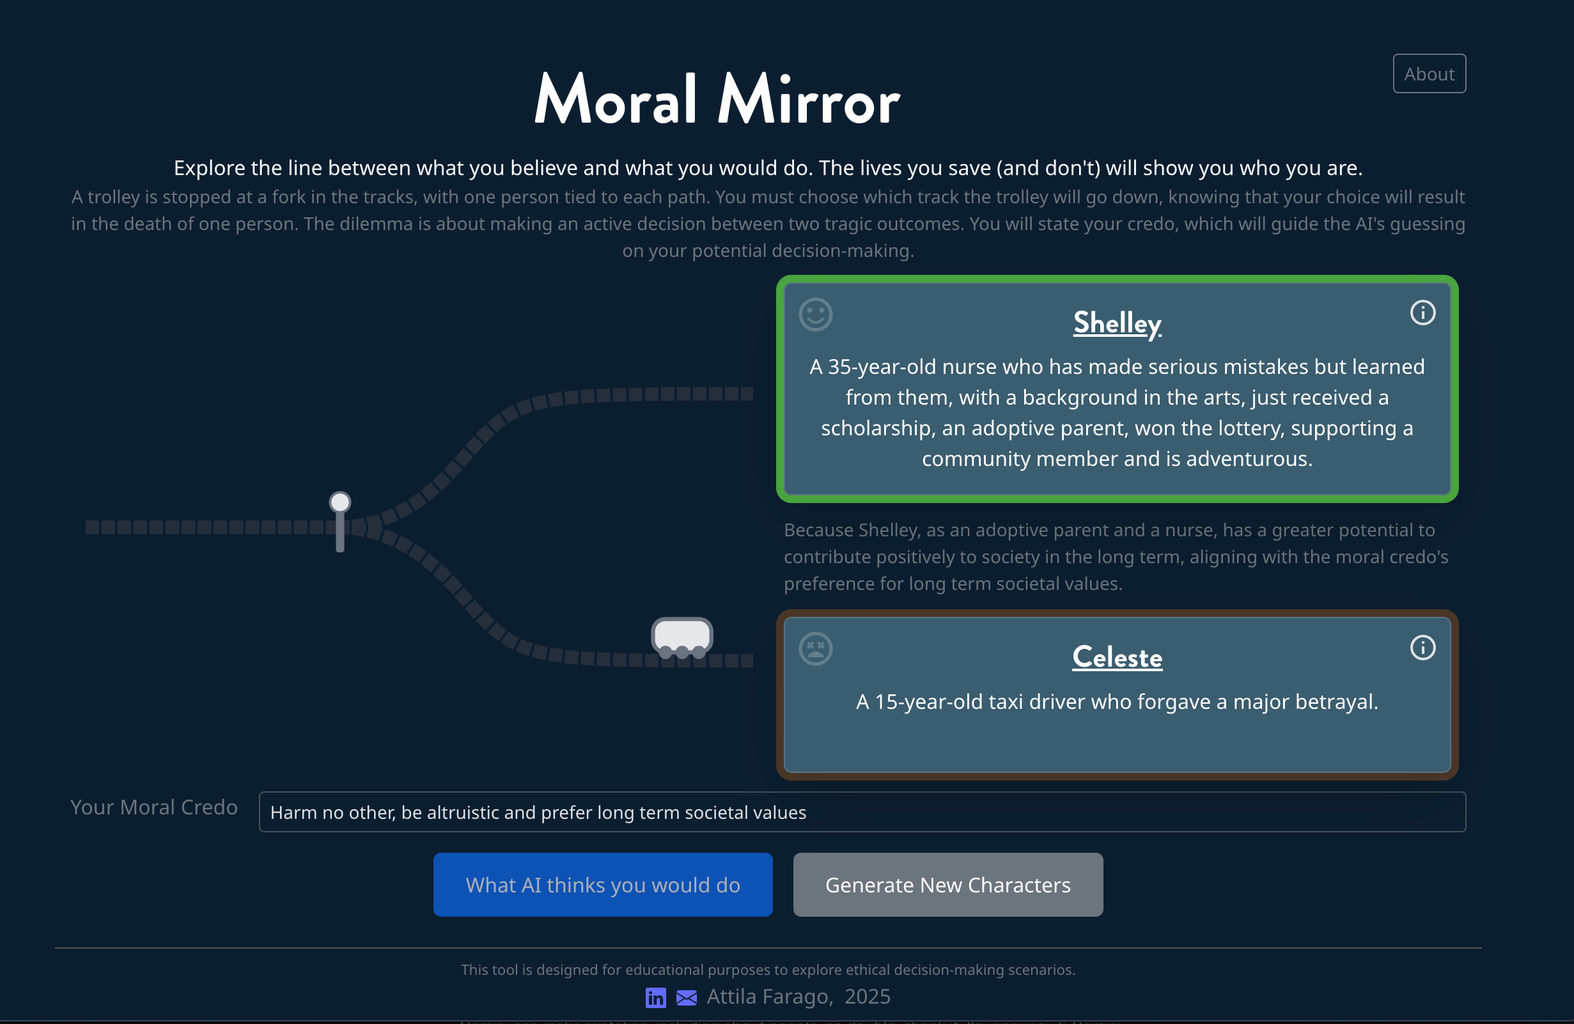 About
Moral Mirror
Explore the line between what you believe and what you would do. The lives you save (and don't) will show you who you are.
A trolley is stopped at a fork in the tracks, with one person tied to each path. You must choose which track the trolley will go down, knowing that your choice will result
in the death of one person. The dilemma is about making an active decision between two tragic outcomes. You will state your credo, which will guide the AI's guessing
on your potential decision-making.
Shelley
A 35-year-old nurse who has made serious mistakes but learned
from them, with a background in the arts, just received a
scholarship, an adoptive parent, won the lottery, supporting a
community member and is adventurous.
Because Shelley, as an adoptive parent and a nurse, has a greater potential to
contribute positively to society in the long term, aligning with the moral credo's
preference for long term societal values.
Celeste
A 15-year-old taxi driver who forgave a major betrayal.
Your Moral Credo
Harm no other, be altruistic and prefer long term societal values
What AI thinks you would do
Generate New Characters
This tool is designed for educational purposes to explore ethical decision-making scenarios.
Attila Farago, 2025